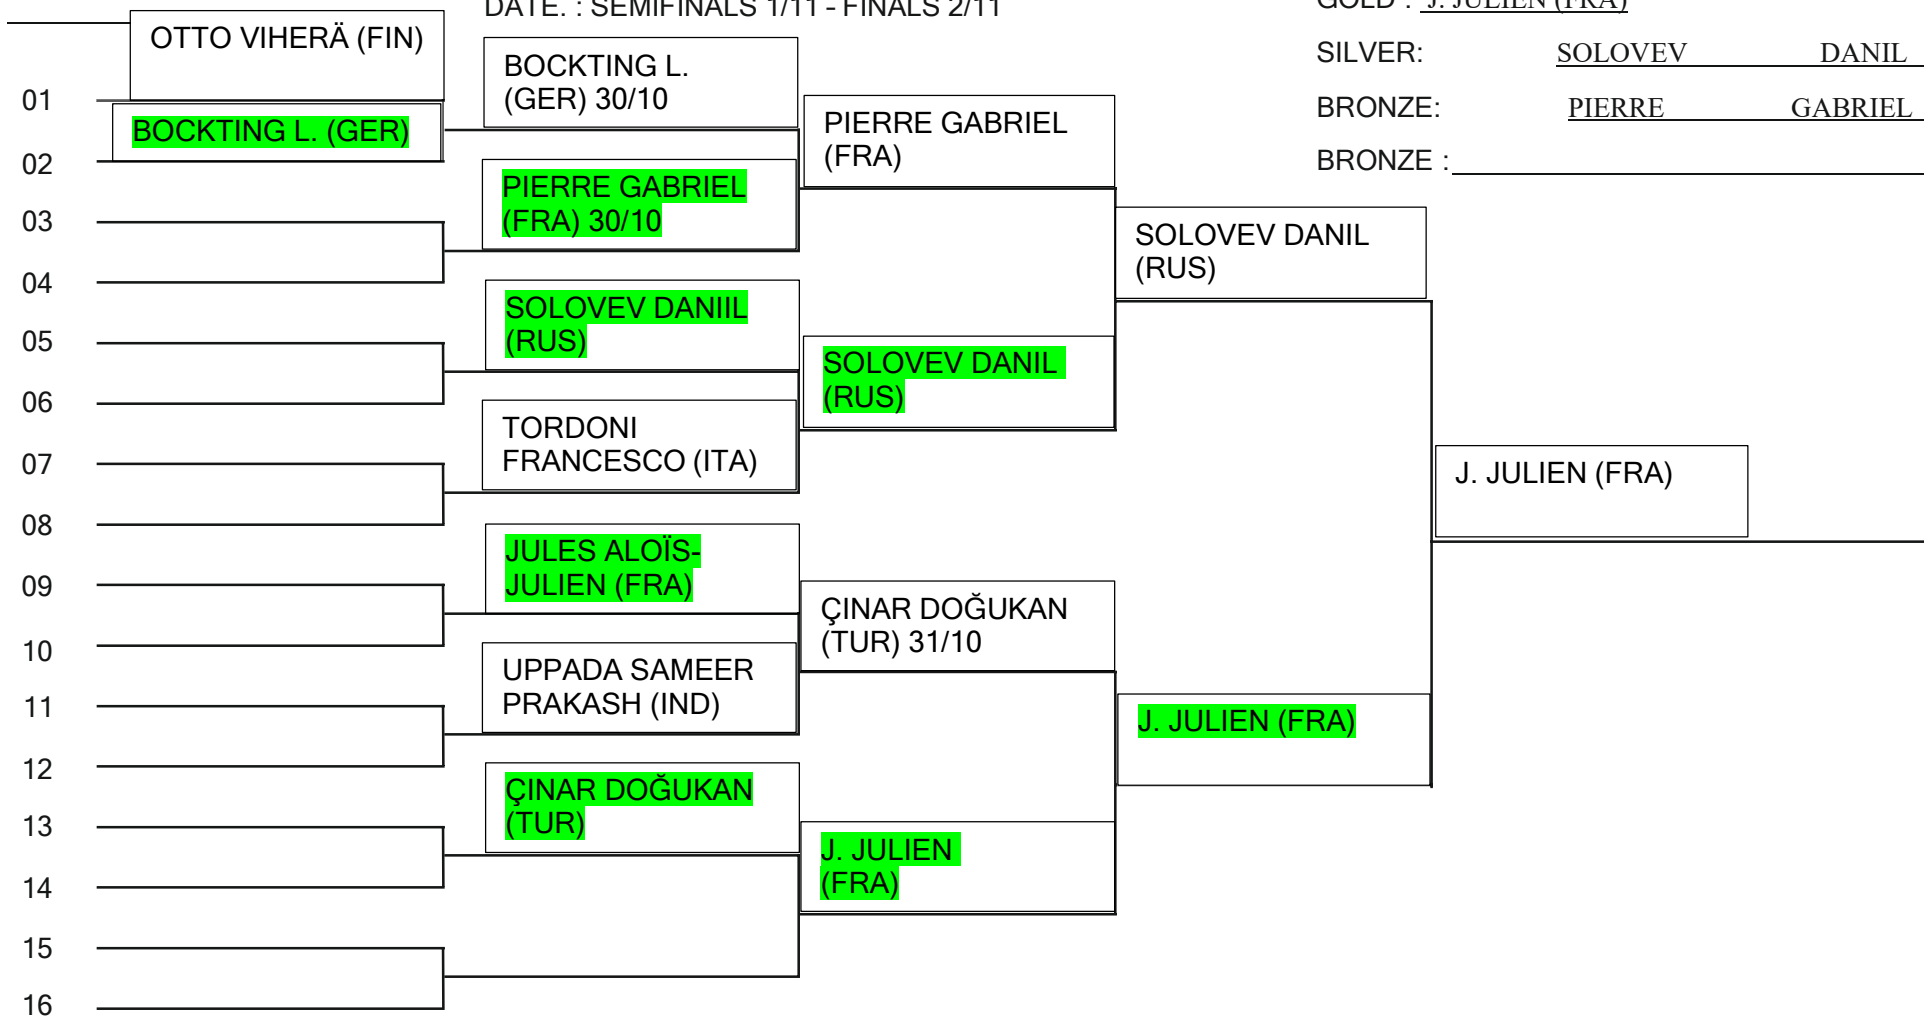 DATE. : SEMIFINALS 1/11 - FINALS 2/11
GOLD : J. JULIEN (FRA)
SILVER: SOLOVEV DANIL
BRONZE: PIERRE GABRIEL
BRONZE :
OTTO VIHERÄ (FIN)
BOCKTING L. (GER)
01
02
03
04
05
06
07
08
09
10
11
12
13
14
15
16
BOCKTING L.
(GER) 30/10
PIERRE GABRIEL
(FRA) 30/10
SOLOVEV DANIIL
(RUS)
TORDONI
FRANCESCO (ITA)
JULES ALOÏS-
JULIEN (FRA)
UPPADA SAMEER
PRAKASH (IND)
ÇINAR DOĞUKAN
(TUR)
PIERRE GABRIEL
(FRA)
SOLOVEV DANIL
(RUS)
ÇINAR DOĞUKAN
(TUR) 31/10
J. JULIEN
(FRA)
SOLOVEV DANIL
(RUS)
J. JULIEN (FRA)
J. JULIEN (FRA)